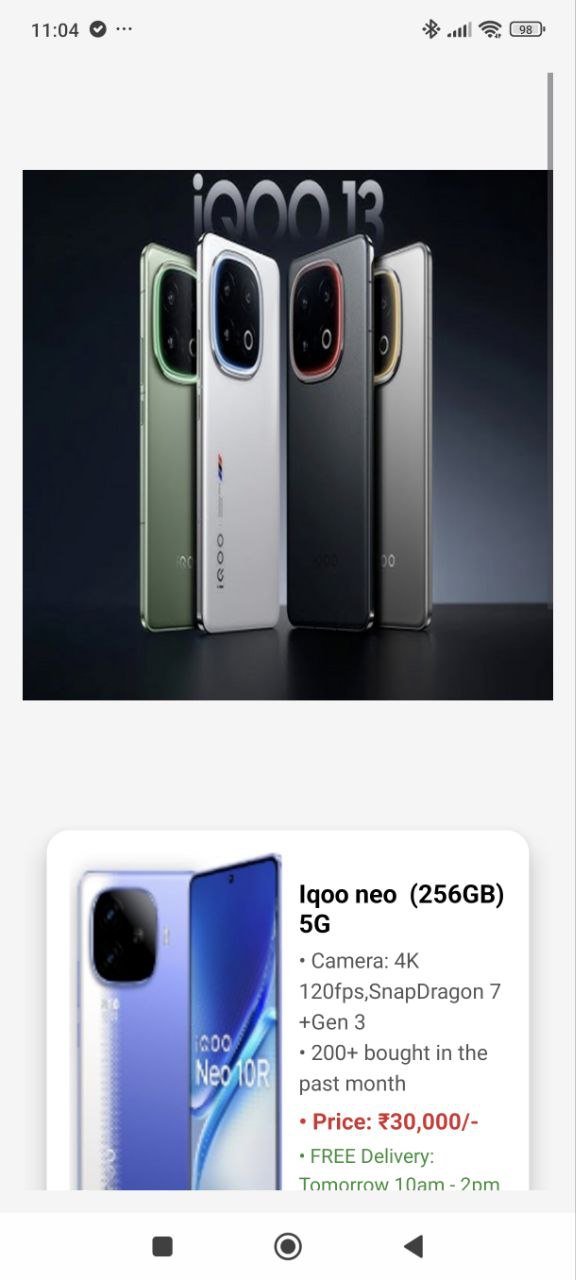 11:04
98
iQOO 13
iQOO
iQOO
iQOO
Iqoo neo (256GB)
5G
• Camera: 4K
120fps,SnapDragon 7
+Gen 3
• 200+ bought in the
past month
• Price: ₹30,000/-
• FREE Delivery:
Tomorrow 10am - 2pm
iQOO
Neo 10R